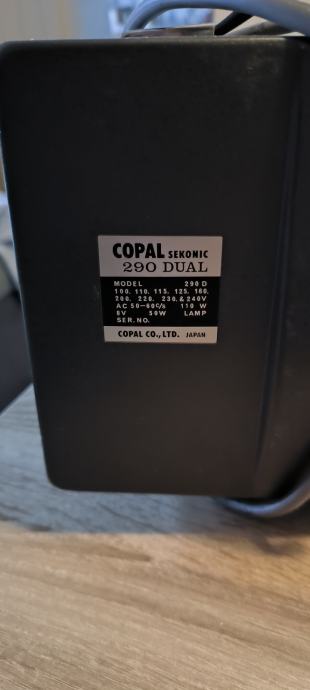 COPAL SEKONIC
290 DUAL
MODEL 290 D
100. 110. 115. 125. 160.
200. 220. 230.& 240V
AC 50-60C/s 110 W
8V 50W LAMP
SER. NO.
COPAL CO., LTD. JAPAN